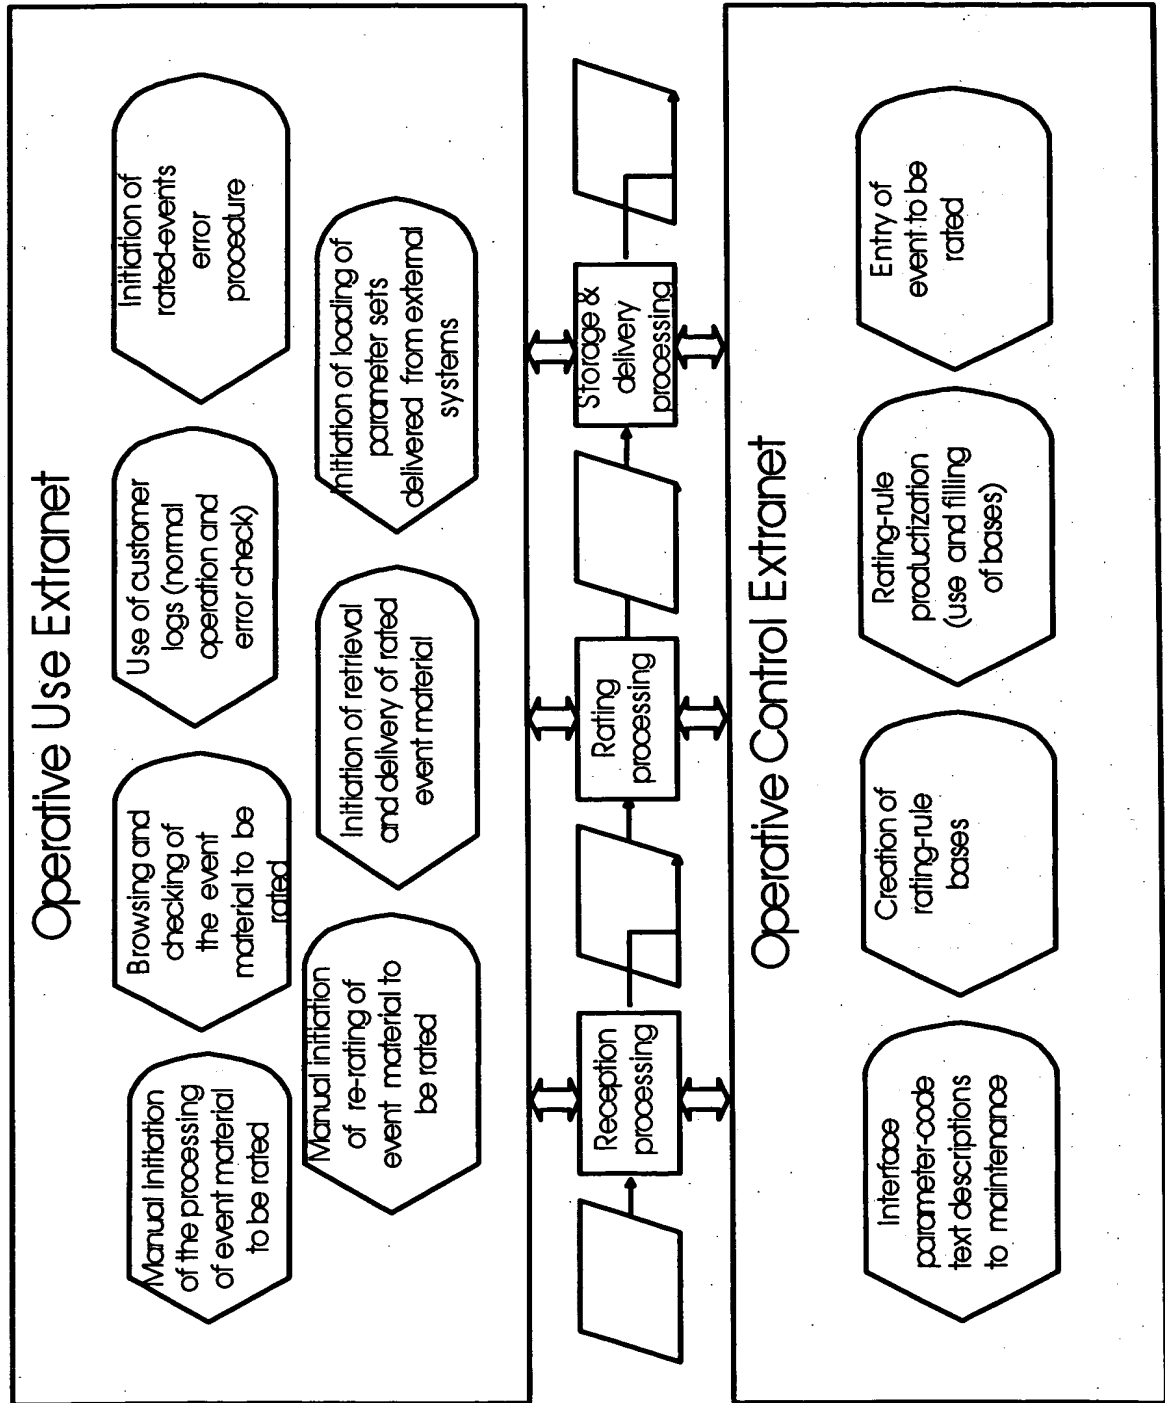 Operative Use Extranet
Manual initiation
of the processing
of event material
to be rated
Browsing and
checking of
the event
material to be
rated
Use of customer
logs (normal
operation and
error check)
Initiation of
rated-events
error
procedure
Manual initiation
of re-rating of
event material to
be rated
Initiation of retrieval
and delivery of rated
event material
Initiation of loading of
parameter sets
delivered from external
systems
Reception
processing
Rating
processing
Storage &
delivery
processing
Operative Control Extranet
Interface
parameter-code
text descriptions
to maintenance
Creation of
rating-rule
bases
Rating-rule
productization
(use and filling
of bases)
Entry of
event to be
rated